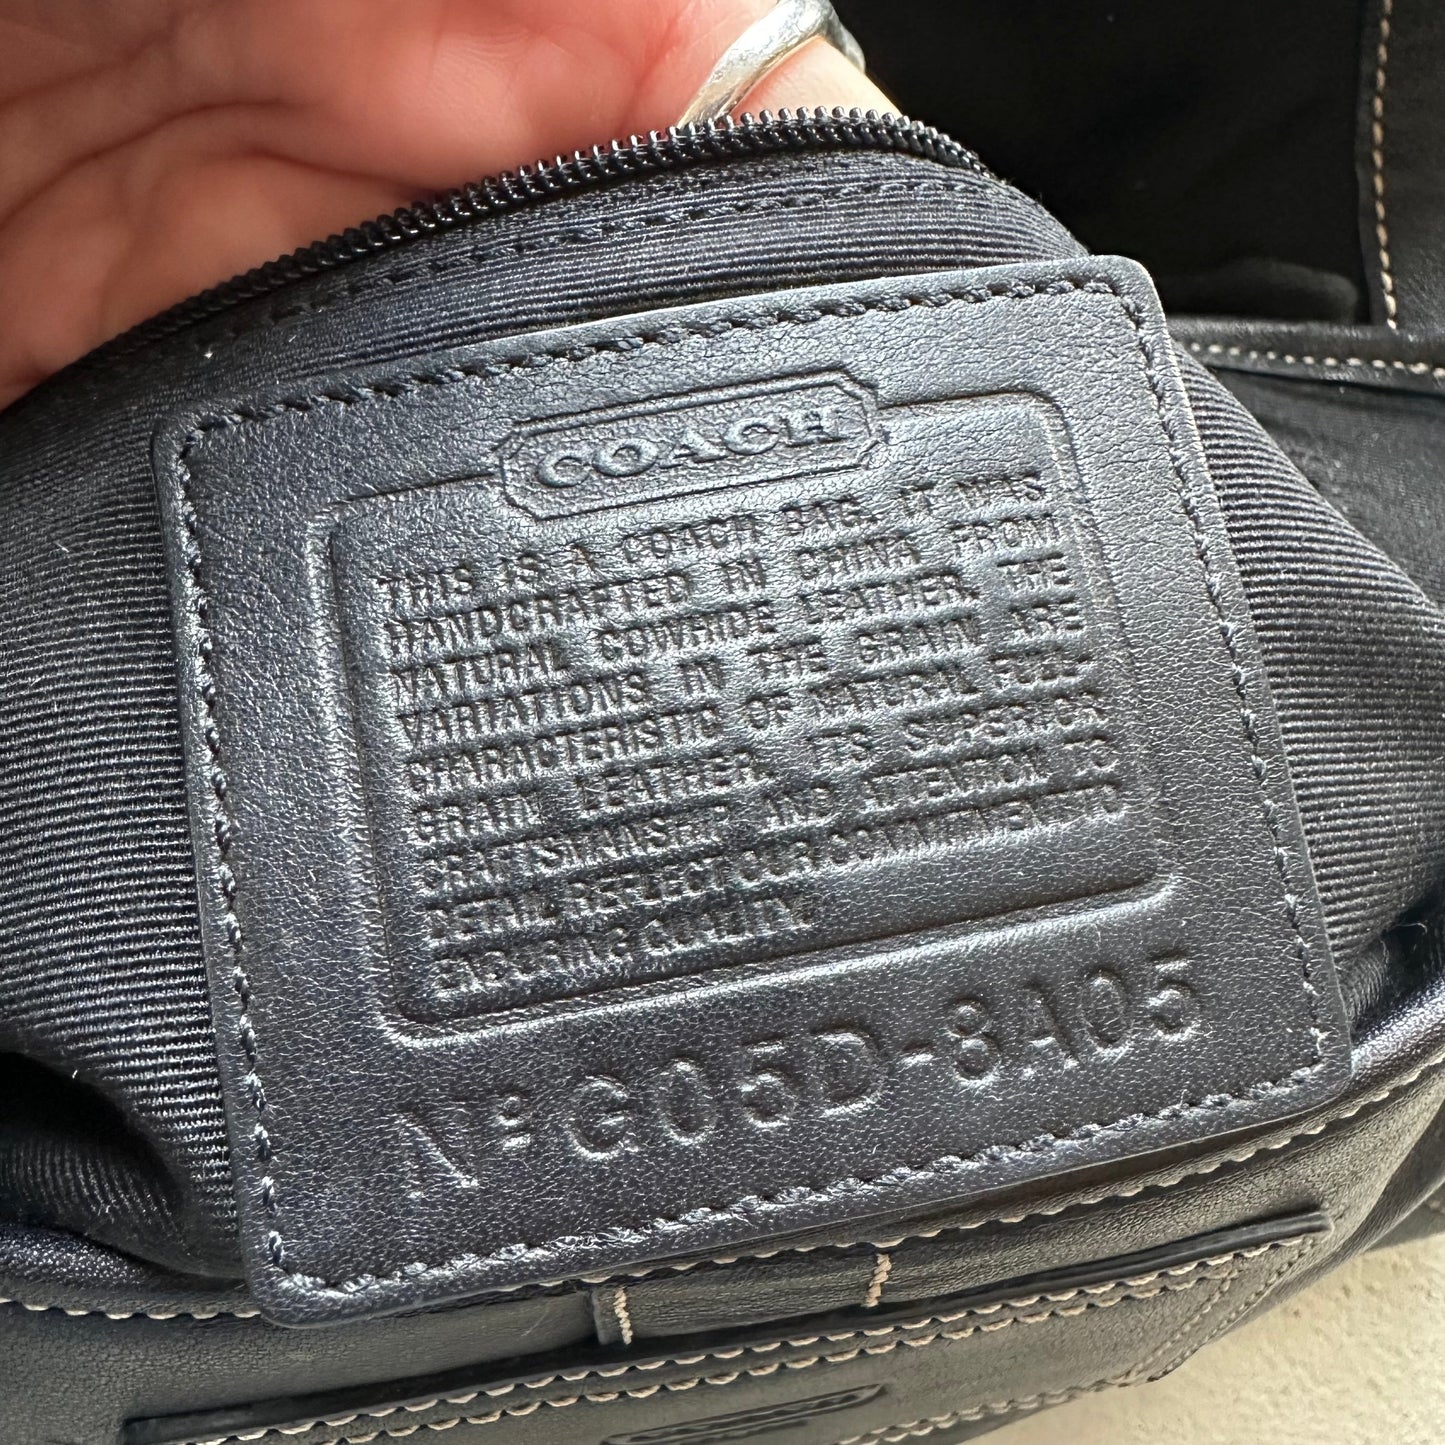 COACH
THIS IS A COACH BAG. IT WAS
HANDCRAFTED IN CHINA FROM
NATURAL COWHIDE LEATHER. THE
VARIATIONS IN THE GRAIN ARE
CHARACTERISTIC OF NATURAL FULL-
GRAIN LEATHER. ITS SUPERIOR
CRAFTSMANSHIP AND ATTENTION TO
DETAIL REFLECT OUR COMMITMENT TO
ENDURING QUALITY.
Nº G05D-8A05
COACH